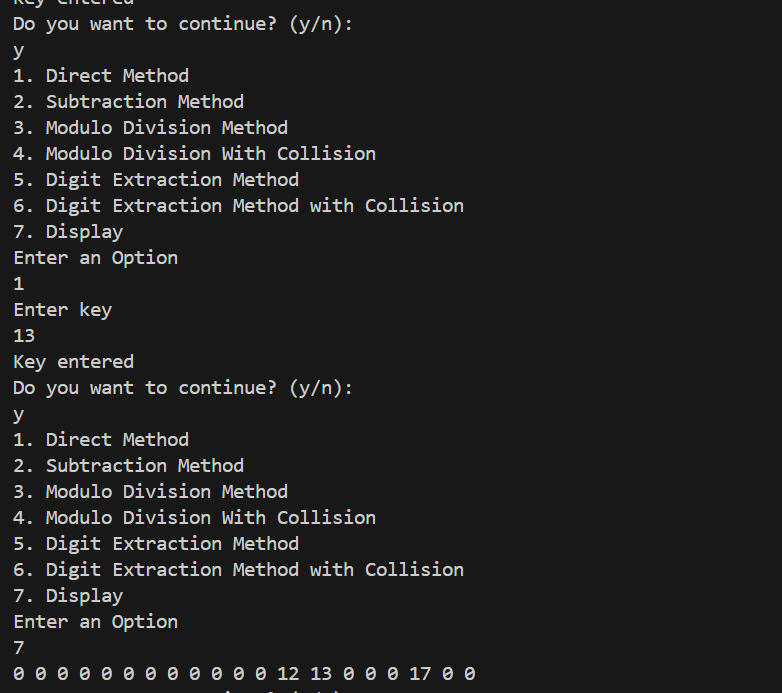 Key entered
Do you want to continue? (y/n):
y
1. Direct Method
2. Subtraction Method
3. Modulo Division Method
4. Modulo Division With Collision
5. Digit Extraction Method
6. Digit Extraction Method with Collision
7. Display
Enter an Option
1
Enter key
13
Key entered
Do you want to continue? (y/n):
y
1. Direct Method
2. Subtraction Method
3. Modulo Division Method
4. Modulo Division With Collision
5. Digit Extraction Method
6. Digit Extraction Method with Collision
7. Display
Enter an Option
7
0 0 0 0 0 0 0 0 0 0 0 0 12 13 0 0 0 17 0 0